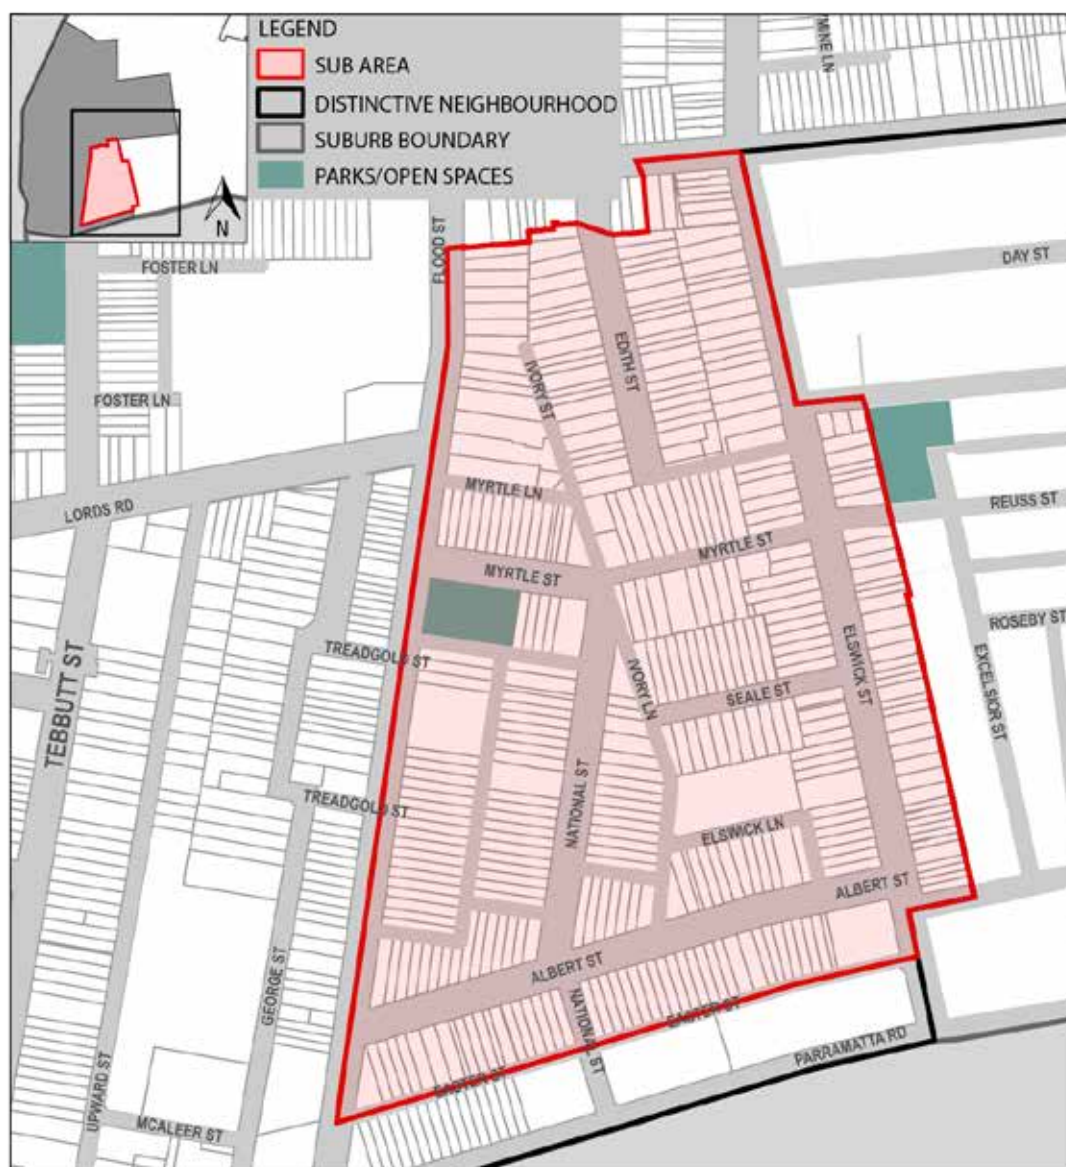 LEGEND
SUB AREA
DISTINCTIVE NEIGHBOURHOOD
SUBURB BOUNDARY
PARKS/OPEN SPACES
N
FLOOD ST
FOSTER LN
DAY ST
EDITH ST
IVORY ST
FOSTER LN
MYRTLE LN
LORDS RD
REUSS ST
MYRTLE ST
MYRTLE ST
ROSEBY ST
TREADGOLD ST
ELSWICK ST
IVORY LN
EXCELSIOR ST
TEBBUTT ST
SEALE ST
NATIONAL ST
TREADGOLD ST
ELSWICK LN
ALBERT ST
ALBERT ST
GEORGE ST
NATIONAL ST
EASTER ST
PARRAMATTA RD
EASTER ST
UPWARD ST
MCALEER ST